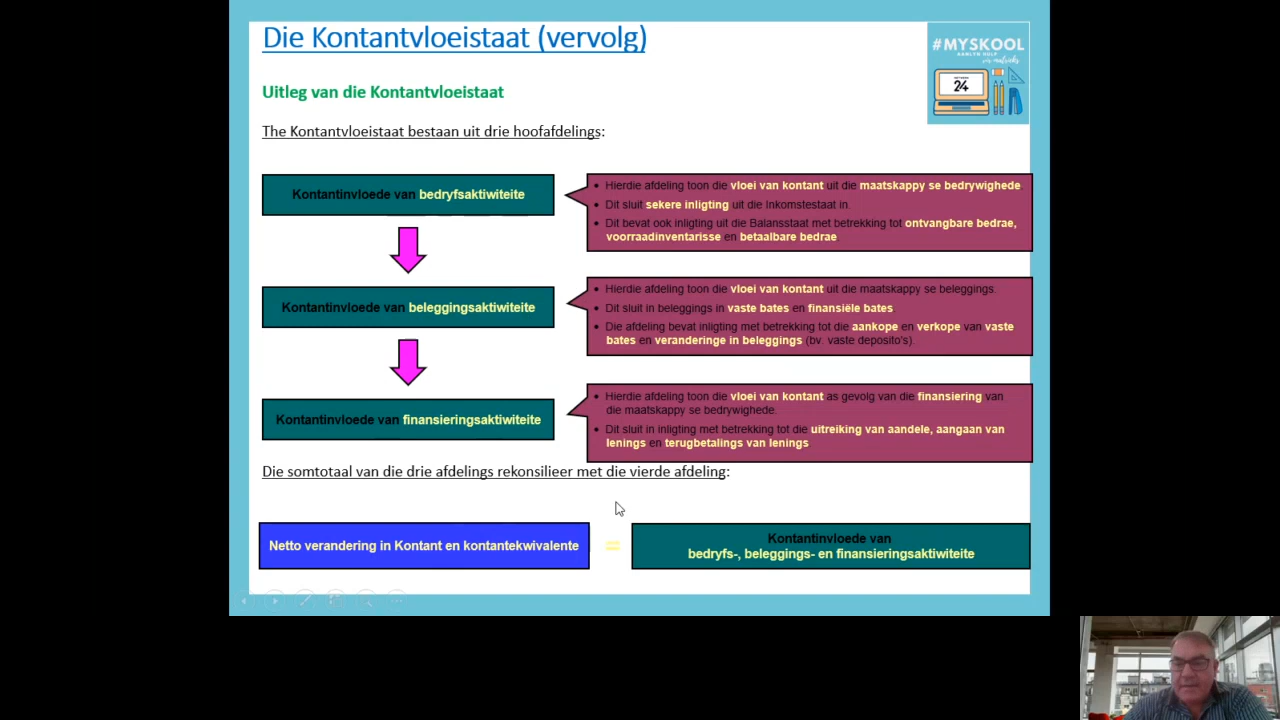 Die Kontantvloeistaat (vervolg)
#MYSKOOL
AANLYN HULP
vir matrieks
24
Uitleg van die Kontantvloeistaat
The Kontantvloeistaat bestaan uit drie hoofafdelings:
Kontantinvloede van bedryfsaktiwiteite
• Hierdie afdeling toon die vloei van kontant uit die maatskappy se bedrywighede.
• Dit sluit sekere inligting uit die Inkomstestaat in.
• Dit bevat ook inligting uit die Balansstaat met betrekking tot ontvangbare bedrae,
voorraadinventarisse en betaalbare bedrae
Kontantinvloede van beleggingsaktiwiteite
• Hierdie afdeling toon die vloei van kontant uit die maatskappy se beleggings.
• Dit sluit in beleggings in vaste bates en finansiële bates
• Die afdeling bevat inligting met betrekking tot die aankope en verkope van vaste
bates en veranderinge in beleggings (bv. vaste deposito's).
Kontantinvloede van finansieringsaktiwiteite
• Hierdie afdeling toon die vloei van kontant as gevolg van die finansiering van
die maatskappy se bedrywighede.
• Dit sluit in inligting met betrekking tot die uitreiking van aandele, aangaan van
lenings en terugbetalings van lenings
Die somtotaal van die drie afdelings rekonsilieer met die vierde afdeling:
Netto verandering in Kontant en kontantekwivalente
=
Kontantinvloede van
bedryfs-, beleggings- en finansieringsaktiwiteite